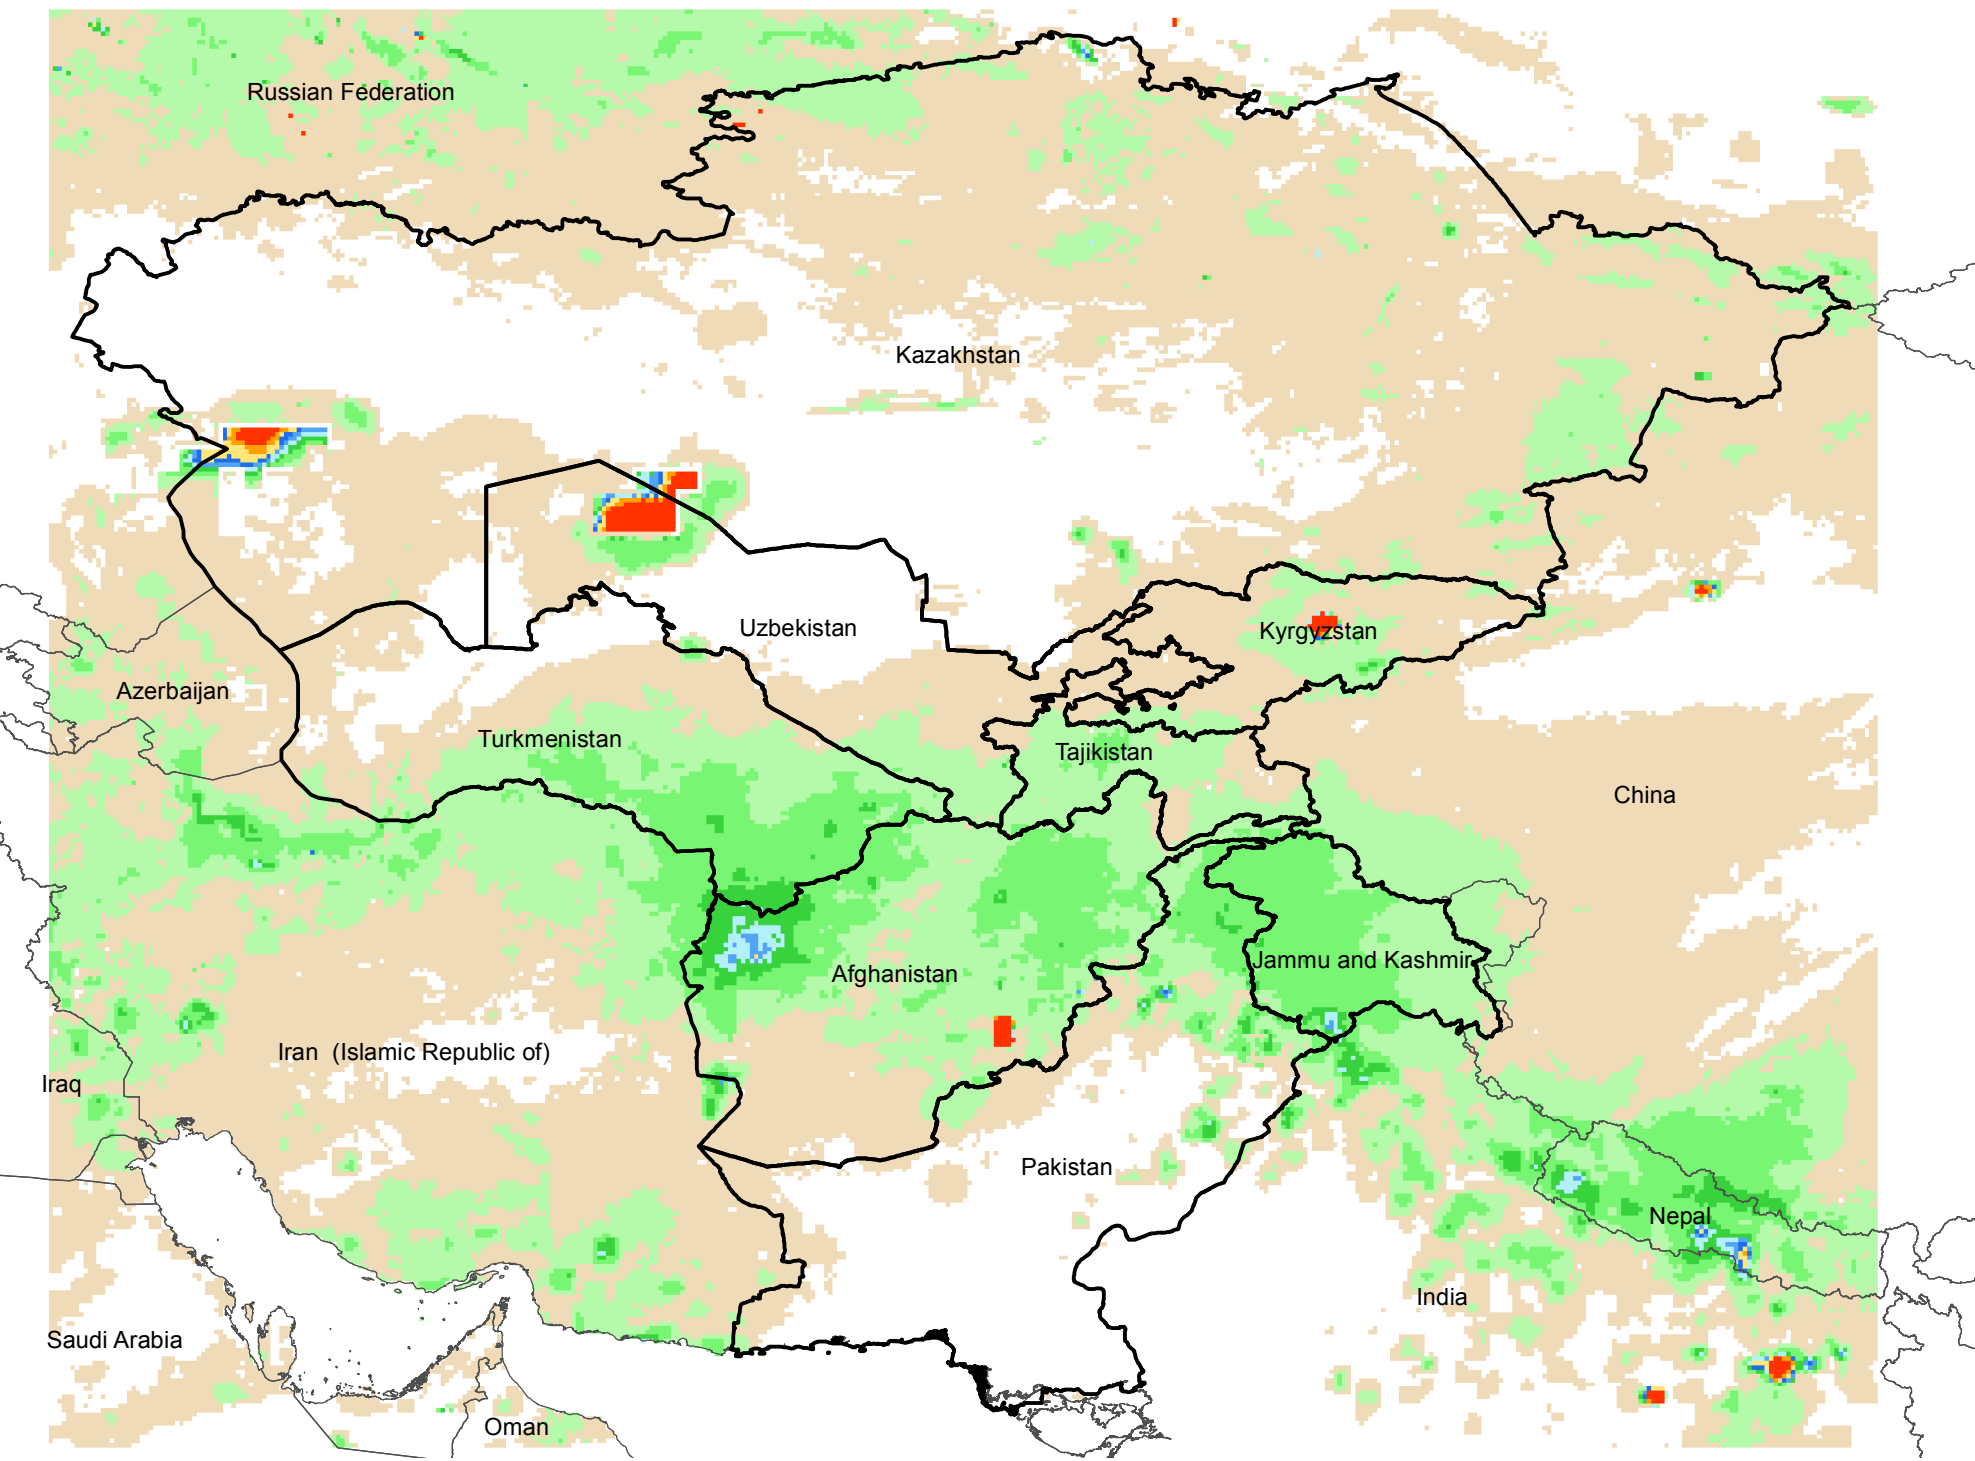 Russian Federation
Kazakhstan
Uzbekistan
Kyrgyzstan
Azerbaijan
Turkmenistan
Tajikistan
China
Jammu and Kashmir
Afghanistan
Iran  (Islamic Republic of)
Iraq
Pakistan
Nepal
India
Saudi Arabia
Oman